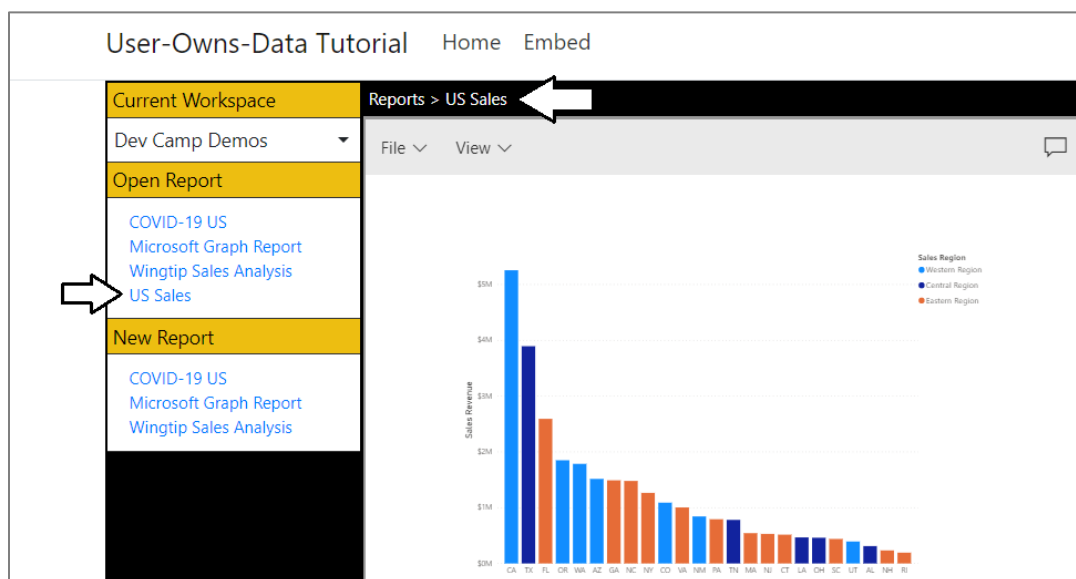 User-Owns-Data Tutorial Home Embed
Current Workspace
Dev Camp Demos
Open Report
COVID-19 US
Microsoft Graph Report
Wingtip Sales Analysis
US Sales
New Report
COVID-19 US
Microsoft Graph Report
Wingtip Sales Analysis
Reports > US Sales
File View
Sales Region
Western Region
Central Region
Eastern Region
Sales Revenue
$5M
$4M
$3M
$2M
$1M
$0M
CA TX FL OR WA AZ GA NC NY CO VA NM PA TN MA NJ CT LA OH SC UT AL NH RI